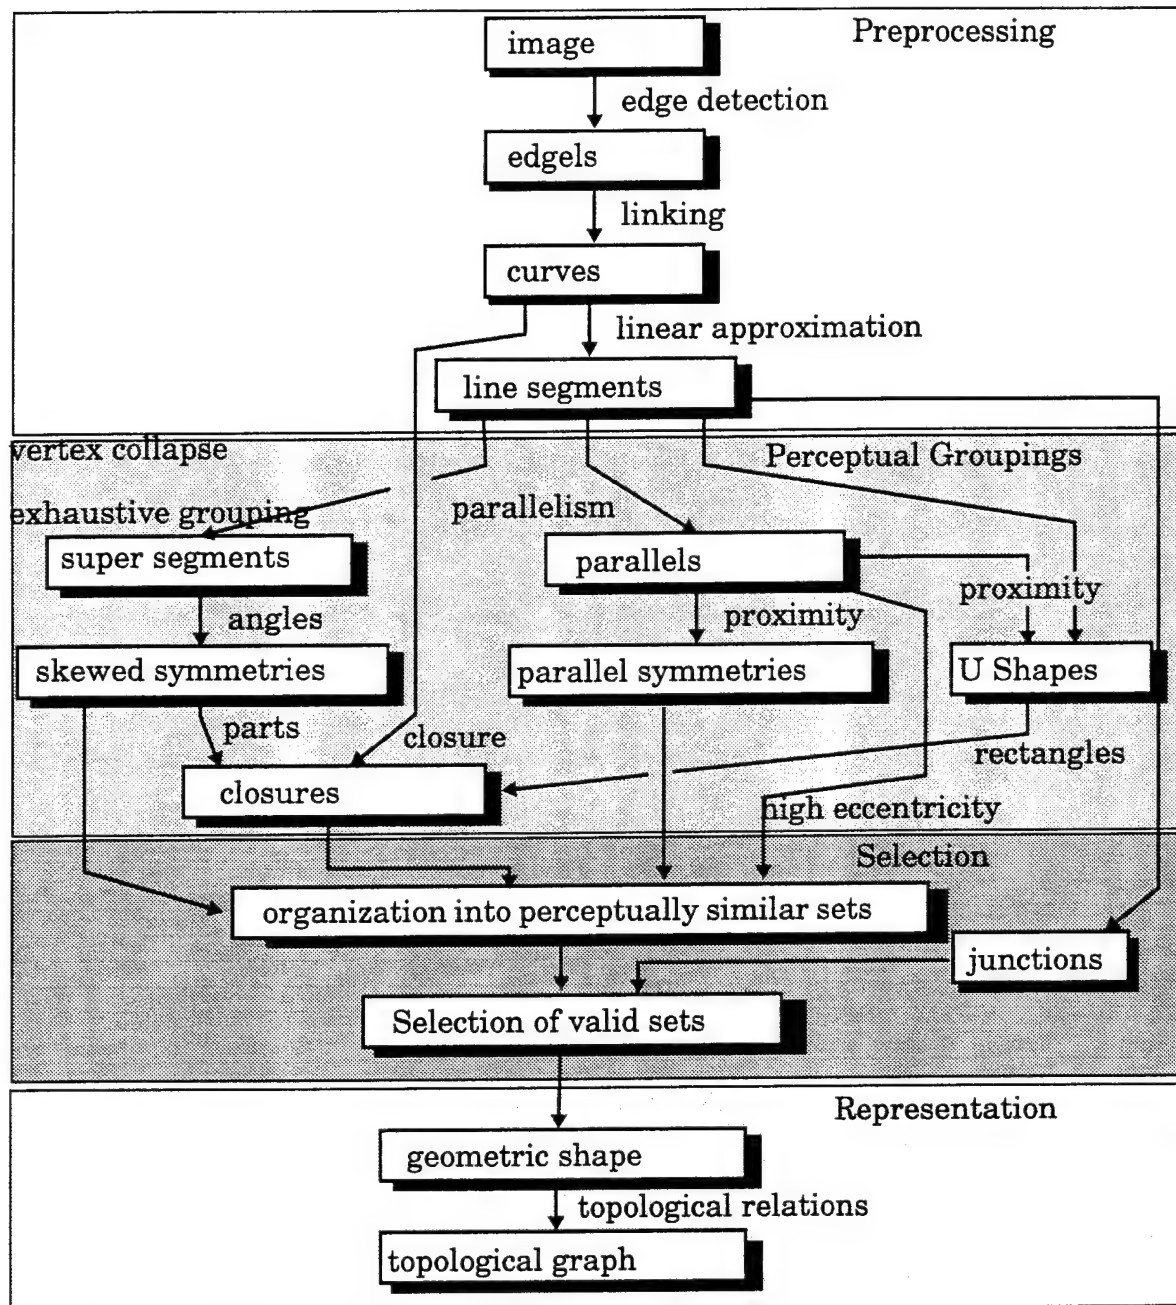 Preprocessing
image
edge detection
edgels
linking
curves
linear approximation
line segments
vertex collapse
Perceptual Groupings
exhaustive grouping
parallelism
super segments
parallels
proximity
angles
proximity
skewed symmetries
parallel symmetries
U Shapes
parts
closure
rectangles
closures
high eccentricity
Selection
organization into perceptually similar sets
junctions
Selection of valid sets
Representation
geometric shape
topological relations
topological graph